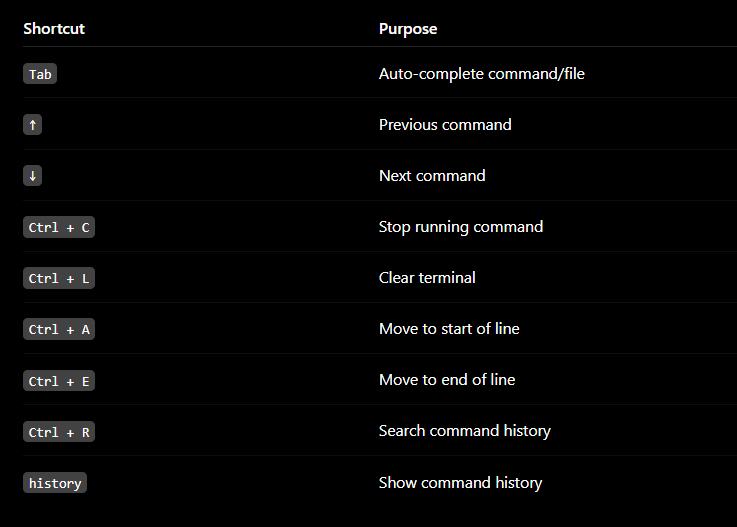 Shortcut Purpose
Tab Auto-complete command/file
↑ Previous command
↓ Next command
Ctrl + C Stop running command
Ctrl + L Clear terminal
Ctrl + A Move to start of line
Ctrl + E Move to end of line
Ctrl + R Search command history
history Show command history